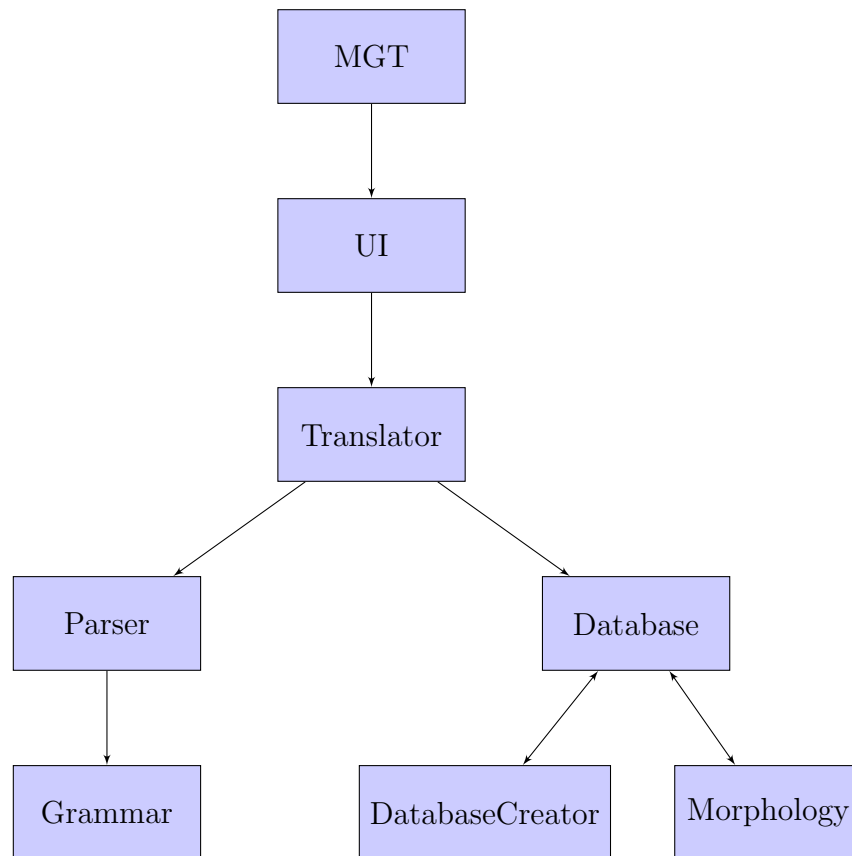 MGT
UI
Translator
Parser
Database
Grammar
DatabaseCreator
Morphology